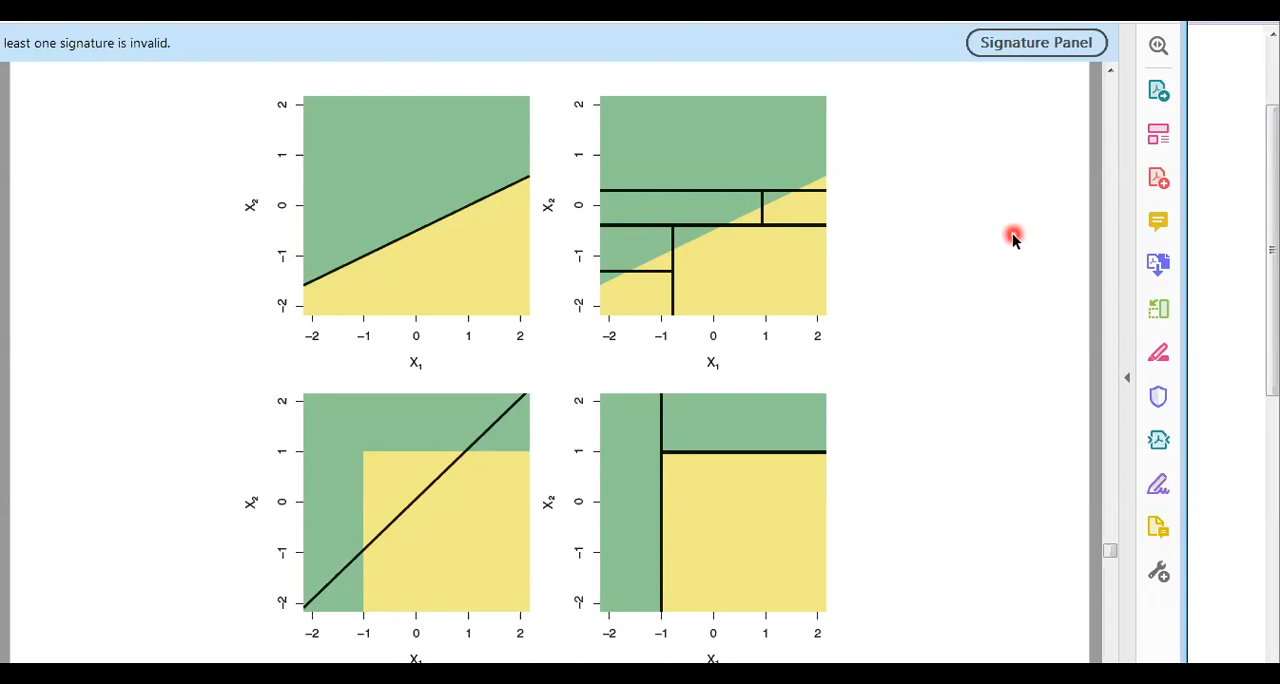 least one signature is invalid.
Signature Panel
2 1 0 -1 -2
X₂
−2 −1 0 1 2
X₁
2 1 0 -1 -2
X₂
−2 −1 0 1 2
X₁
2 1 0 -1 -2
X₂
−2 −1 0 1 2
X₁
2 1 0 -1 -2
X₂
−2 −1 0 1 2
X₁